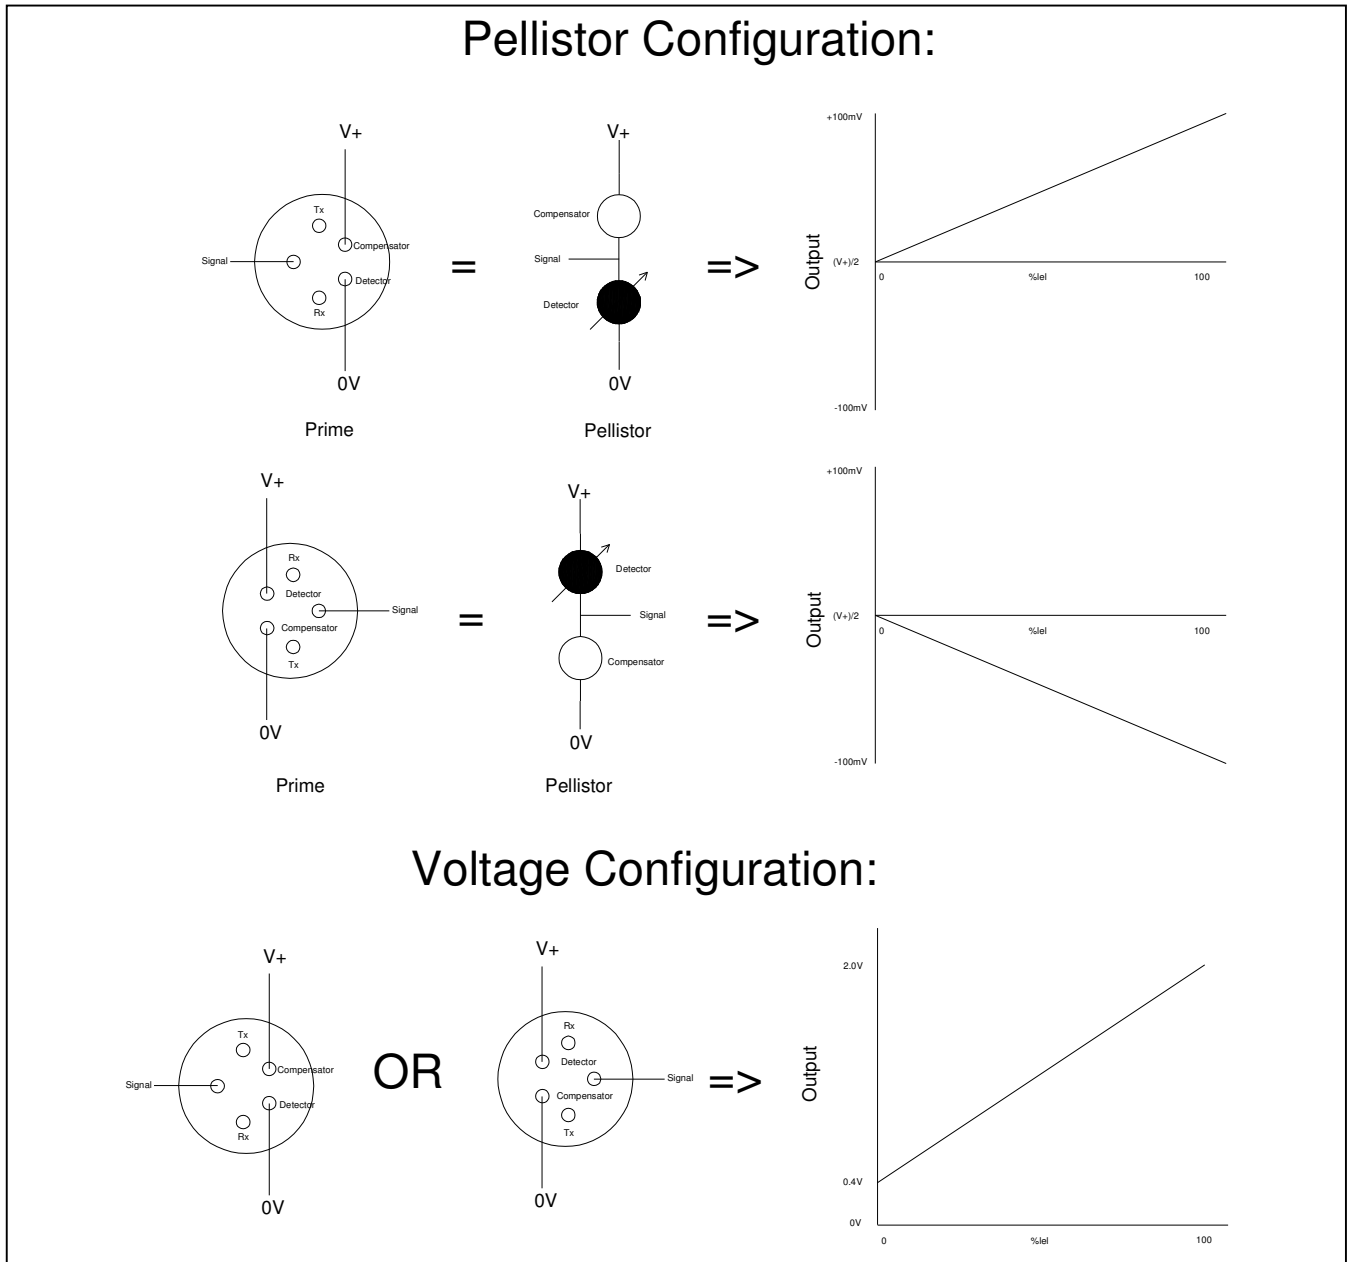 Pellistor Configuration:
V+
Tx
Compensator
Signal
Detector
Rx
0V
Prime
=
V+
Compensator
Signal
Detector
0V
Pellistor
=>
+100mV
Output
(V+)/2
0
%lel
100
-100mV
V+
Rx
Detector
Signal
Compensator
Tx
0V
Prime
=
V+
Detector
Signal
Compensator
0V
Pellistor
=>
+100mV
Output
(V+)/2
0
%lel
100
-100mV
Voltage Configuration:
V+
Tx
Compensator
Signal
Detector
Rx
0V
OR
V+
Rx
Detector
Signal
Compensator
Tx
0V
=>
2.0V
Output
0.4V
0V
0
%lel
100